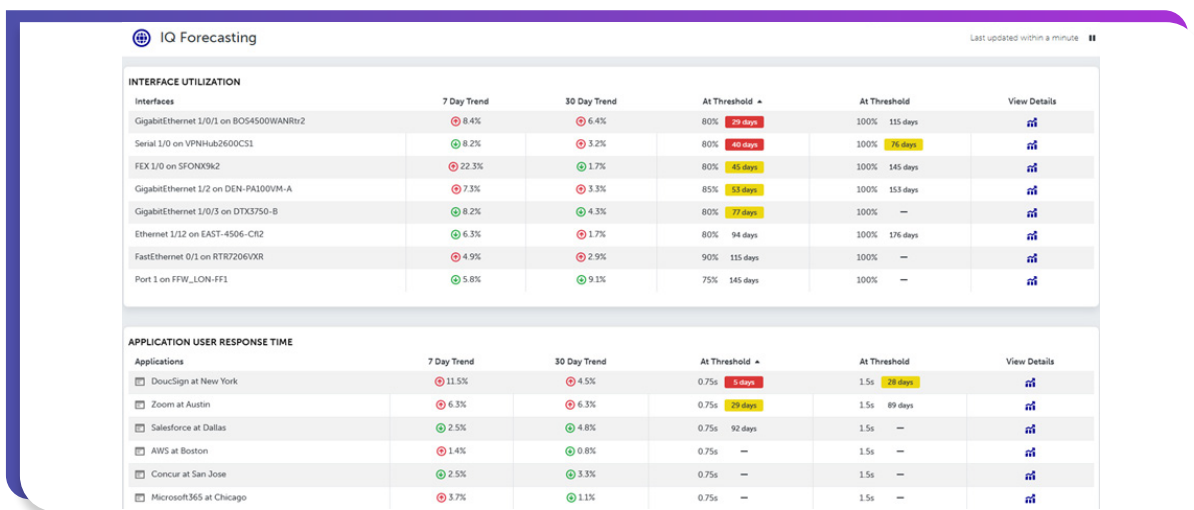 IQ Forecasting
Last updated within a minute
INTERFACE UTILIZATION
Interfaces 7 Day Trend 30 Day Trend At Threshold At Threshold View Details
GigabitEthernet 1/0/1 on BOS4500WANRtr2 8.4% 6.4% 80% 29 days 100% 115 days
Serial 1/0 on VPNHub2600CS1 8.2% 3.2% 80% 40 days 100% 76 days
FEX 1/0 on SFONX9k2 22.3% 1.7% 80% 45 days 100% 145 days
GigabitEthernet 1/2 on DEN-PA100VM-A 7.3% 3.3% 85% 53 days 100% 153 days
GigabitEthernet 1/0/3 on DTX3750-B 8.2% 4.3% 80% 77 days 100% –
Ethernet 1/12 on EAST-4506-Cfl2 6.3% 1.7% 80% 94 days 100% 176 days
FastEthernet 0/1 on RTR7206VXR 4.9% 2.9% 90% 115 days 100% –
Port 1 on FFW_LON-FF1 5.8% 9.1% 75% 145 days 100% –
APPLICATION USER RESPONSE TIME
Applications 7 Day Trend 30 Day Trend At Threshold At Threshold View Details
DoucSign at New York 11.5% 4.5% 0.75s 5 days 1.5s 28 days
Zoom at Austin 6.3% 6.3% 0.75s 29 days 1.5s 89 days
Salesforce at Dallas 2.5% 4.8% 0.75s 92 days 1.5s –
AWS at Boston 1.4% 0.8% 0.75s – 1.5s –
Concur at San Jose 2.5% 3.3% 0.75s – 1.5s –
Microsoft365 at Chicago 3.7% 1.1% 0.75s – 1.5s –